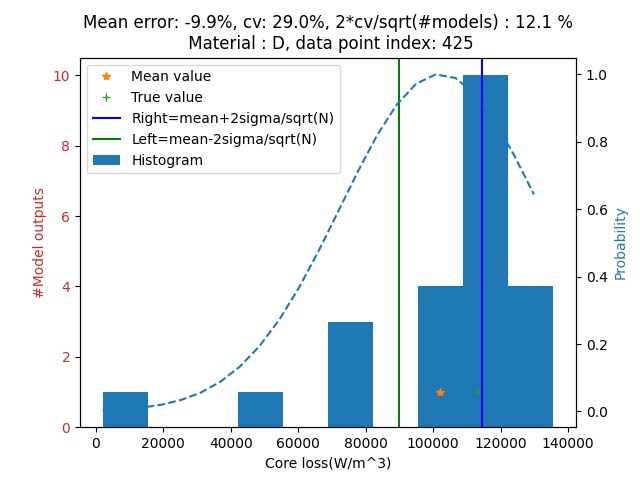 Mean error: -9.9%, cv: 29.0%, 2*cv/sqrt(#models) : 12.1 %
Material : D, data point index: 425
Mean value
True value
Right=mean+2sigma/sqrt(N)
Left=mean-2sigma/sqrt(N)
Histogram
#Model outputs
10
8
6
4
2
0
1.0
0.8
0.6
0.4
0.2
0.0
Probability
0 20000 40000 60000 80000 100000 120000 140000
Core loss(W/m^3)